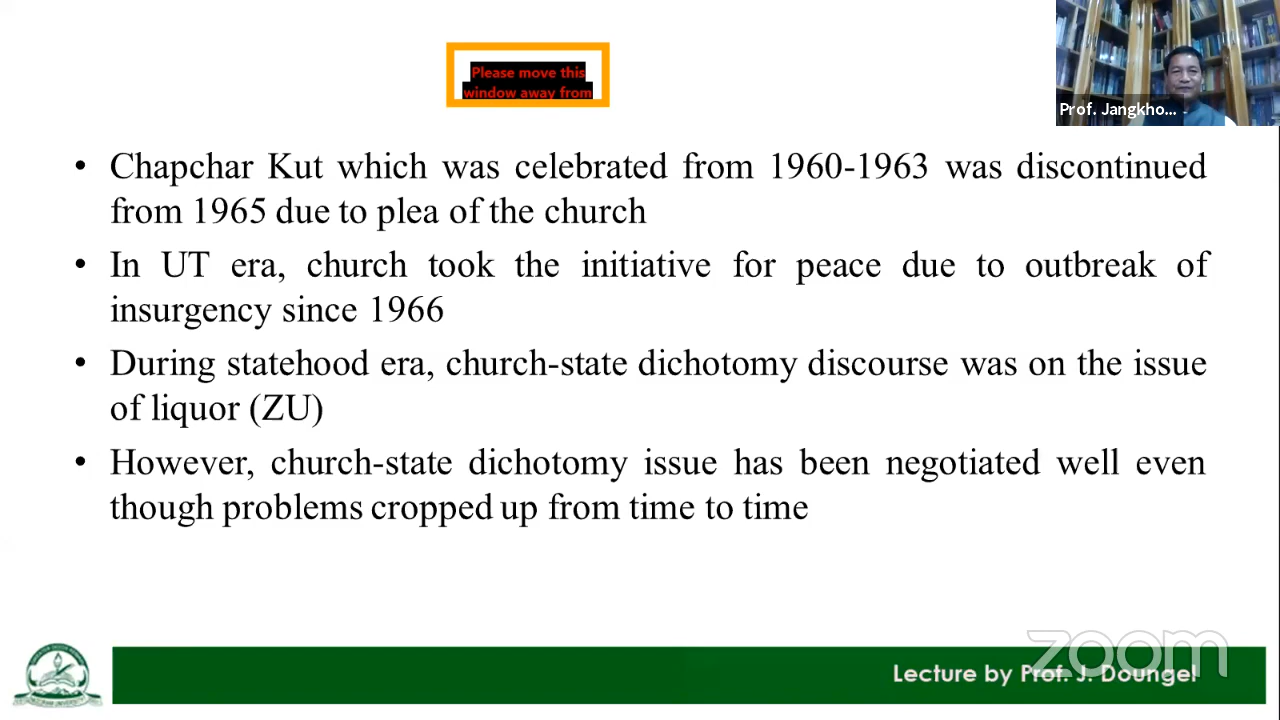 Please move this
window away from
Prof. Jangkho...
• Chapchar Kut which was celebrated from 1960-1963 was discontinued
from 1965 due to plea of the church
• In UT era, church took the initiative for peace due to outbreak of
insurgency since 1966
• During statehood era, church-state dichotomy discourse was on the issue
of liquor (ZU)
• However, church-state dichotomy issue has been negotiated well even
though problems cropped up from time to time
zoom
Lecture by Prof. J. Doungel